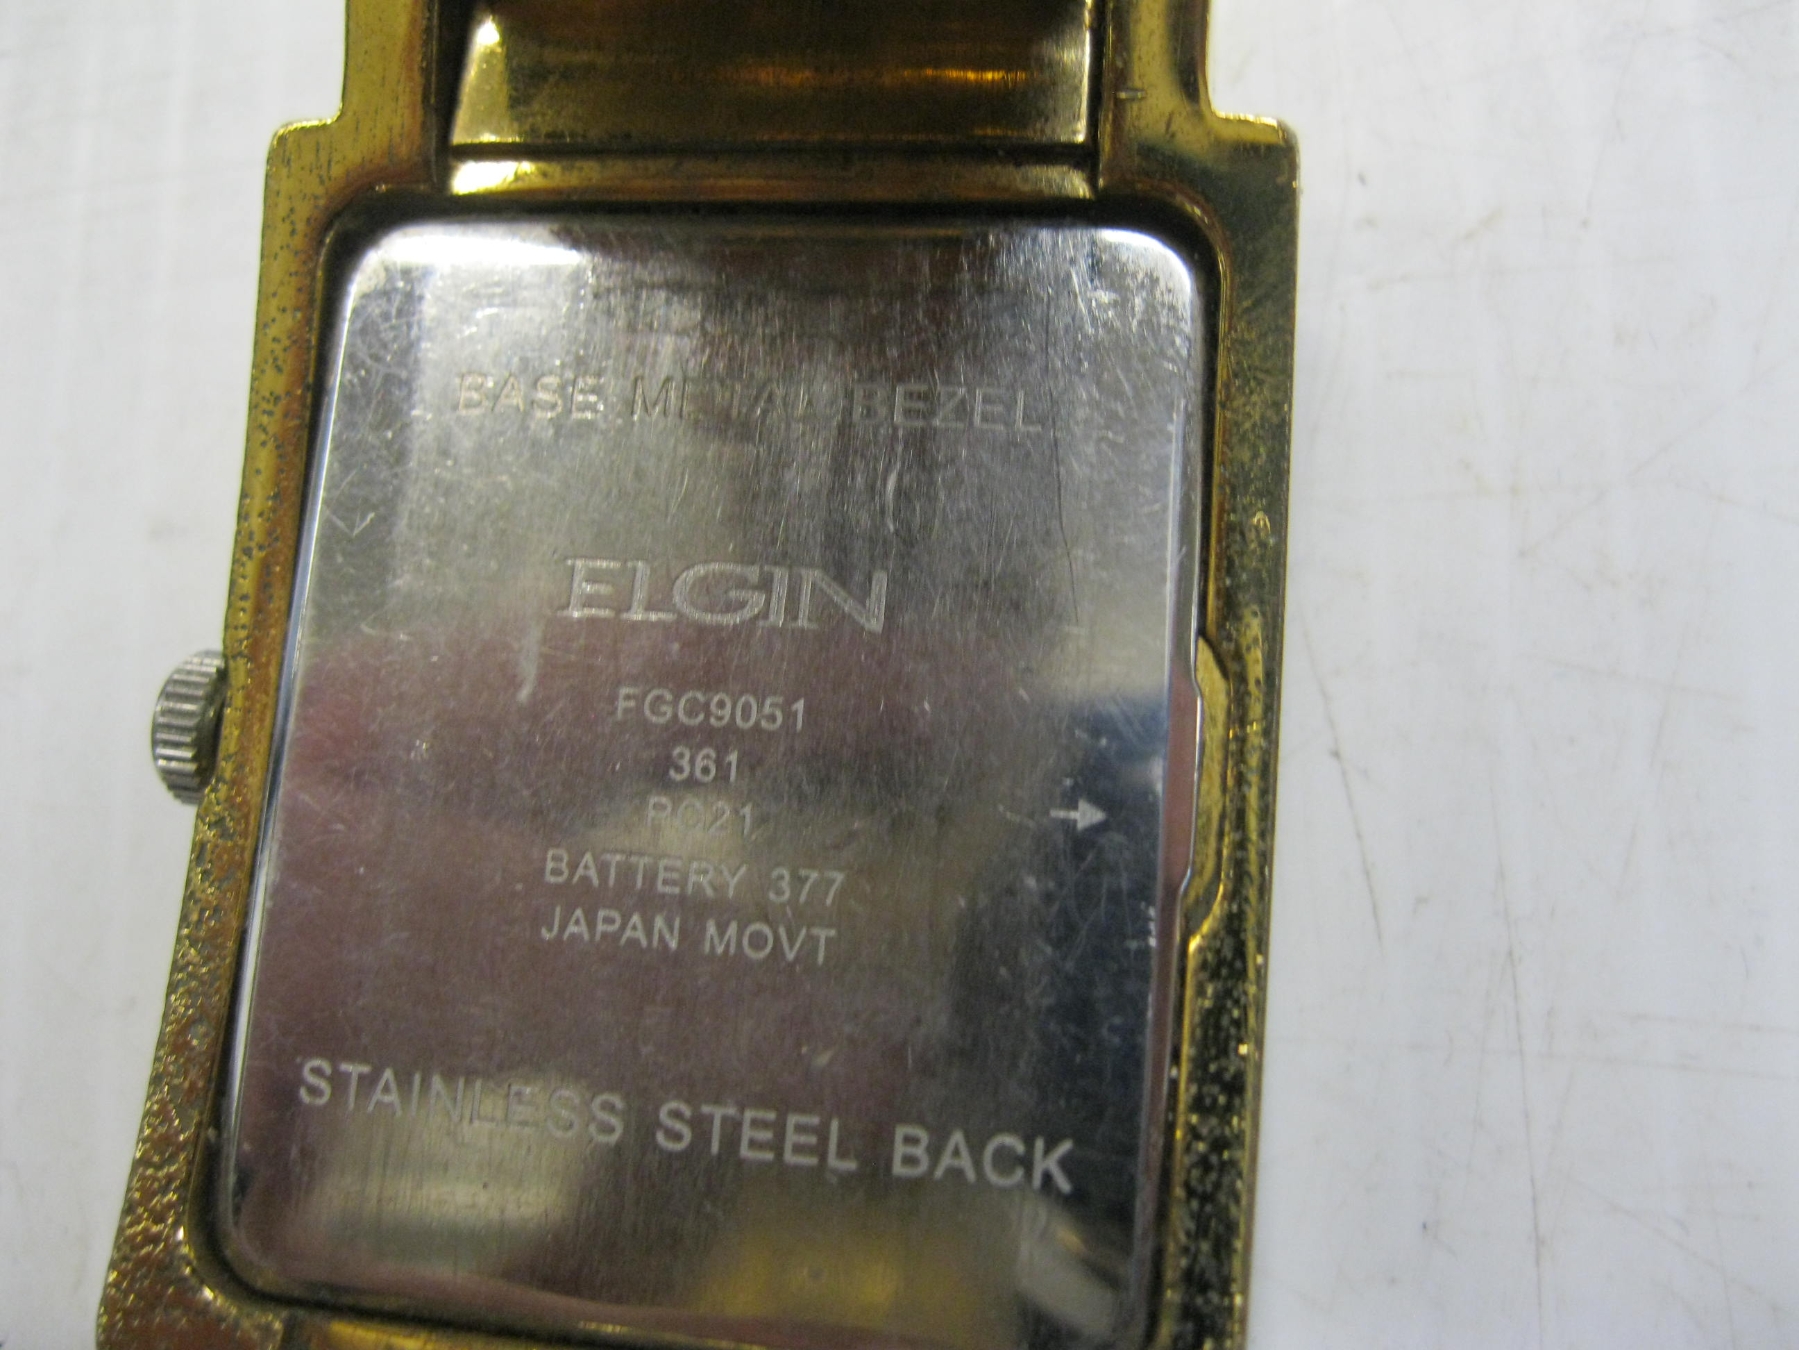 BASE METAL BEZEL
ELGIN
FGC9051
361
PC21
BATTERY 377
JAPAN MOVT
STAINLESS STEEL BACK